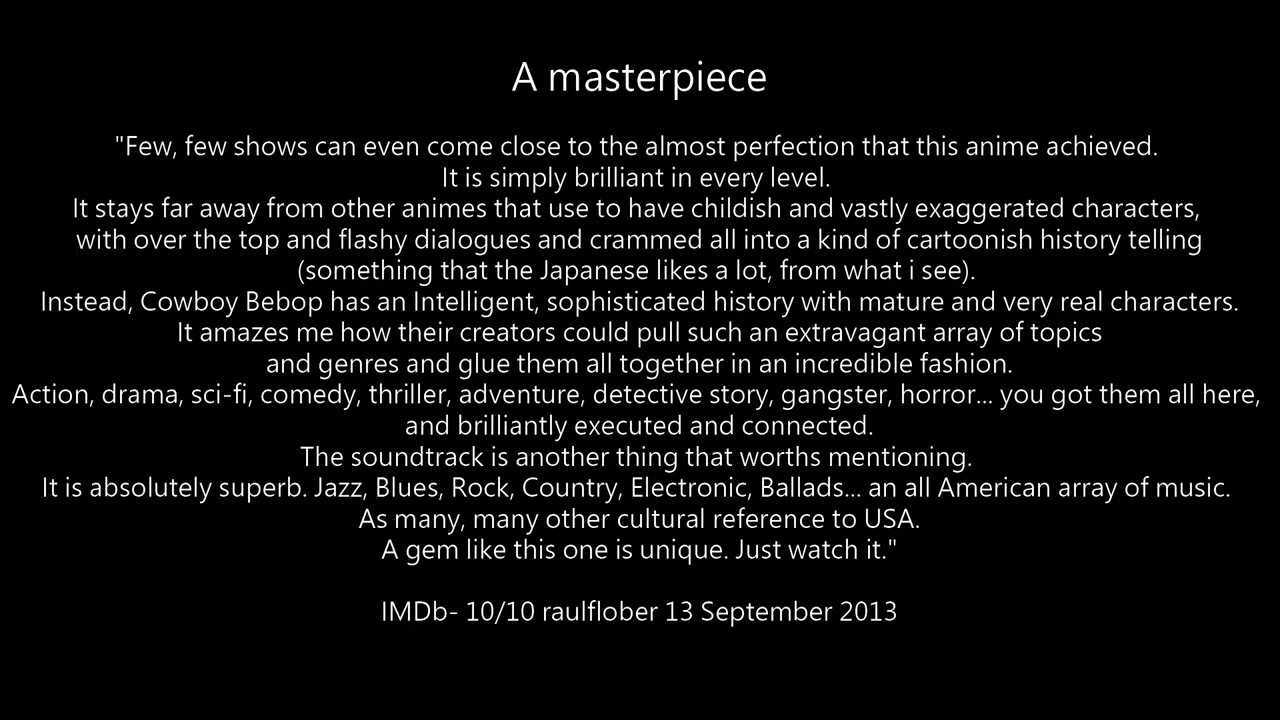 A masterpiece
"Few, few shows can even come close to the almost perfection that this anime achieved.
It is simply brilliant in every level.
It stays far away from other animes that use to have childish and vastly exaggerated characters,
with over the top and flashy dialogues and crammed all into a kind of cartoonish history telling
(something that the Japanese likes a lot, from what i see).
Instead, Cowboy Bebop has an Intelligent, sophisticated history with mature and very real characters.
It amazes me how their creators could pull such an extravagant array of topics
and genres and glue them all together in an incredible fashion.
Action, drama, sci-fi, comedy, thriller, adventure, detective story, gangster, horror... you got them all here,
and brilliantly executed and connected.
The soundtrack is another thing that worths mentioning.
It is absolutely superb. Jazz, Blues, Rock, Country, Electronic, Ballads... an all American array of music.
As many, many other cultural reference to USA.
A gem like this one is unique. Just watch it."
IMDb- 10/10 raulflober 13 September 2013